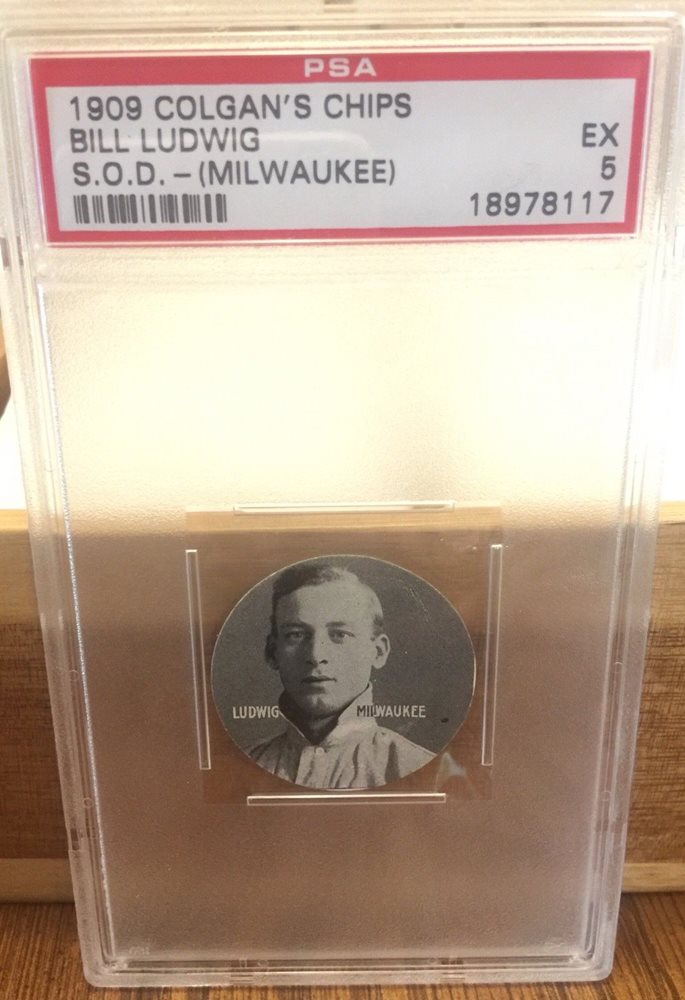 PSA
1909 COLGAN'S CHIPS
BILL LUDWIG EX
S.O.D. – (MILWAUKEE) 5
18978117
LUDWIG MILWAUKEE